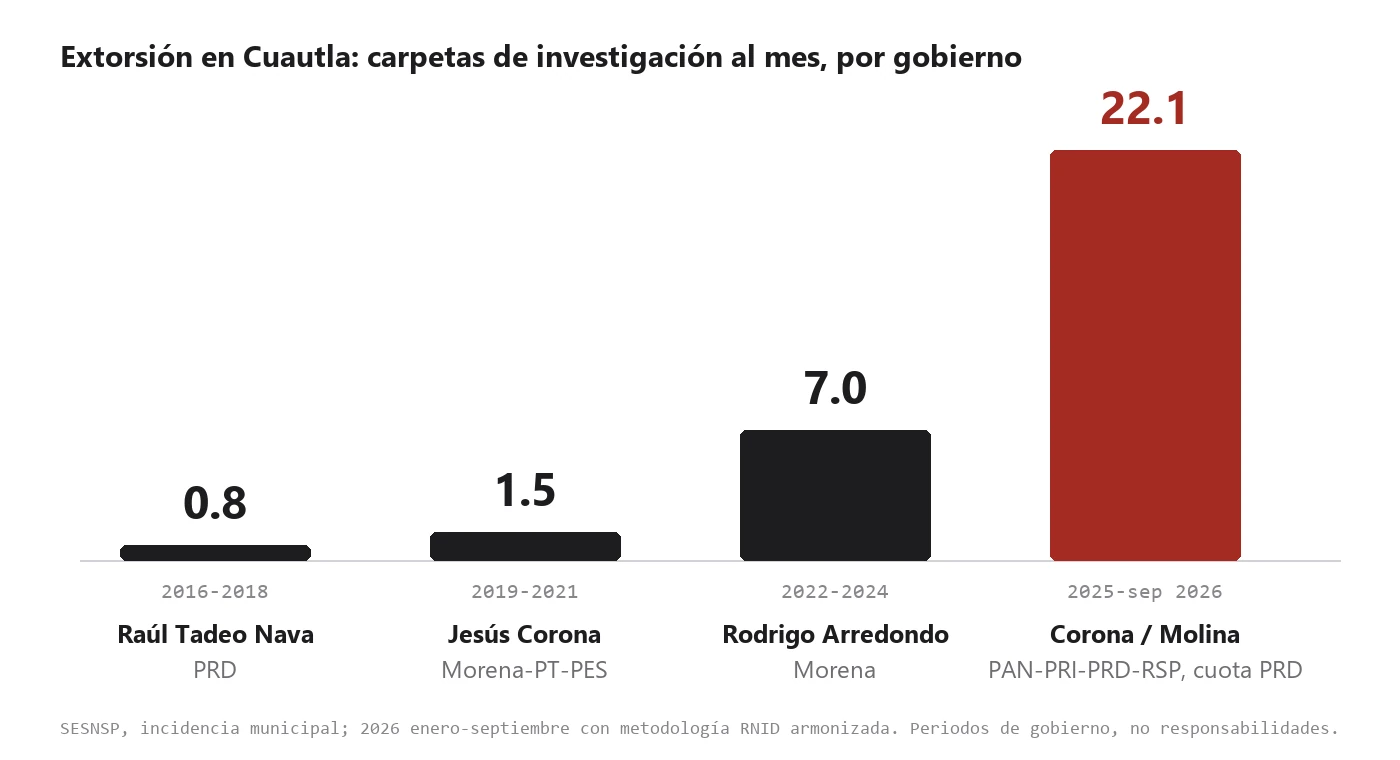 Extorsión en Cuautla: carpetas de investigación al mes, por gobierno
22.1
7.0
1.5
0.8
2016-2018 2019-2021 2022-2024 2025-sep 2026
Raúl Tadeo Nava Jesús Corona Rodrigo Arredondo Corona / Molina
PRD Morena-PT-PES Morena PAN-PRI-PRD-RSP, cuota PRD
SESNSP, incidencia municipal; 2026 enero-septiembre con metodología RNID armonizada. Periodos de gobierno, no responsabilidades.